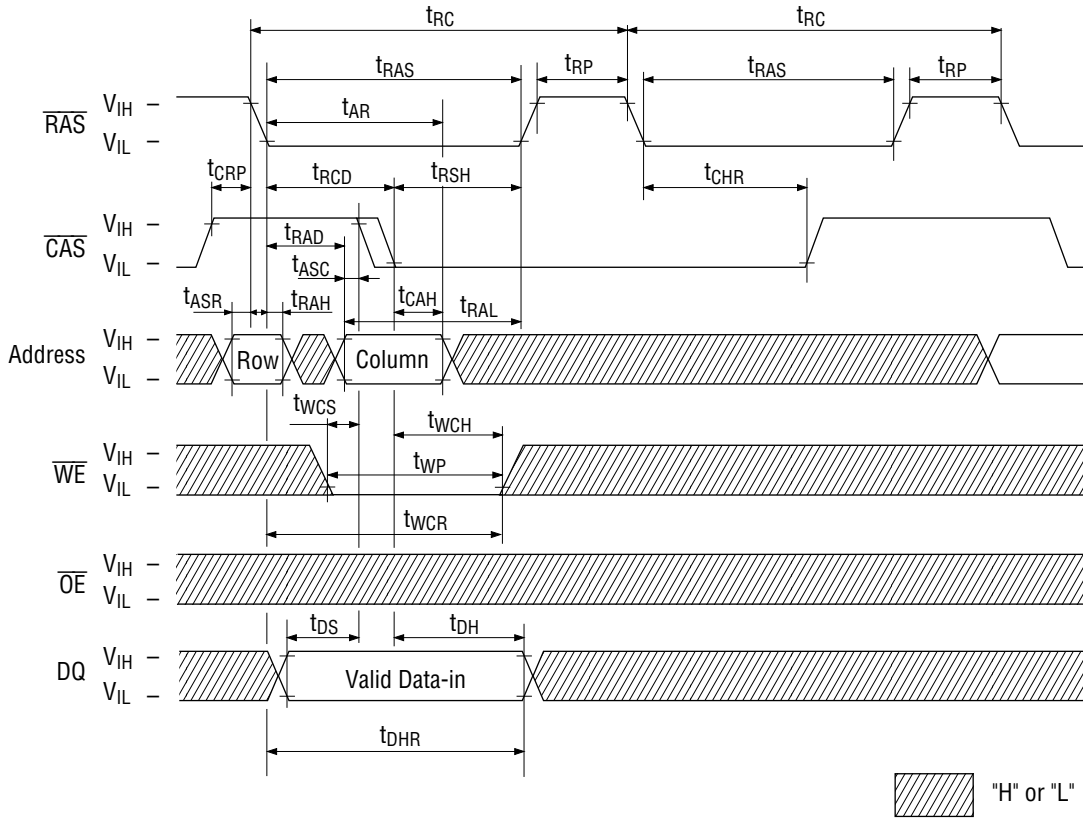 tRC tRC
tRAS tRP tRAS tRP
RAS VIH – tAR
VIL –
tCRP tRCD tRSH tCHR
CAS VIH –
tRAD
VIL –
tASC
tASR tRAH tCAH tRAL
Address VIH – Row Column
VIL –
tWCS tWCH
WE VIH – tWP
VIL –
tWCR
OE VIH –
VIL –
tDS tDH
DQ VIH – Valid Data-in
VIL –
tDHR
"H" or "L"